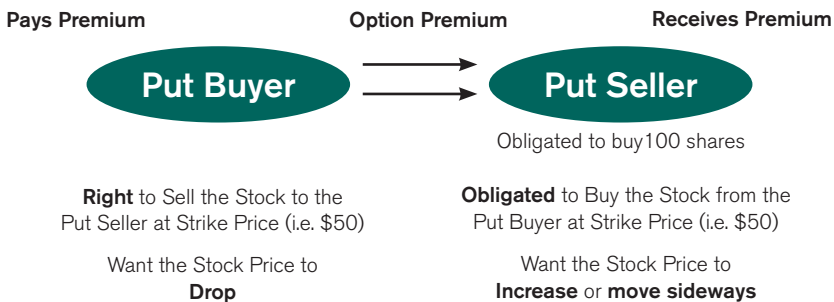 Pays Premium
Option Premium
Receives Premium
Put Buyer
Put Seller
Obligated to buy100 shares
Right to Sell the Stock to the
Put Seller at Strike Price (i.e. $50)
Want the Stock Price to
Drop
Obligated to Buy the Stock from the
Put Buyer at Strike Price (i.e. $50)
Want the Stock Price to
Increase or move sideways